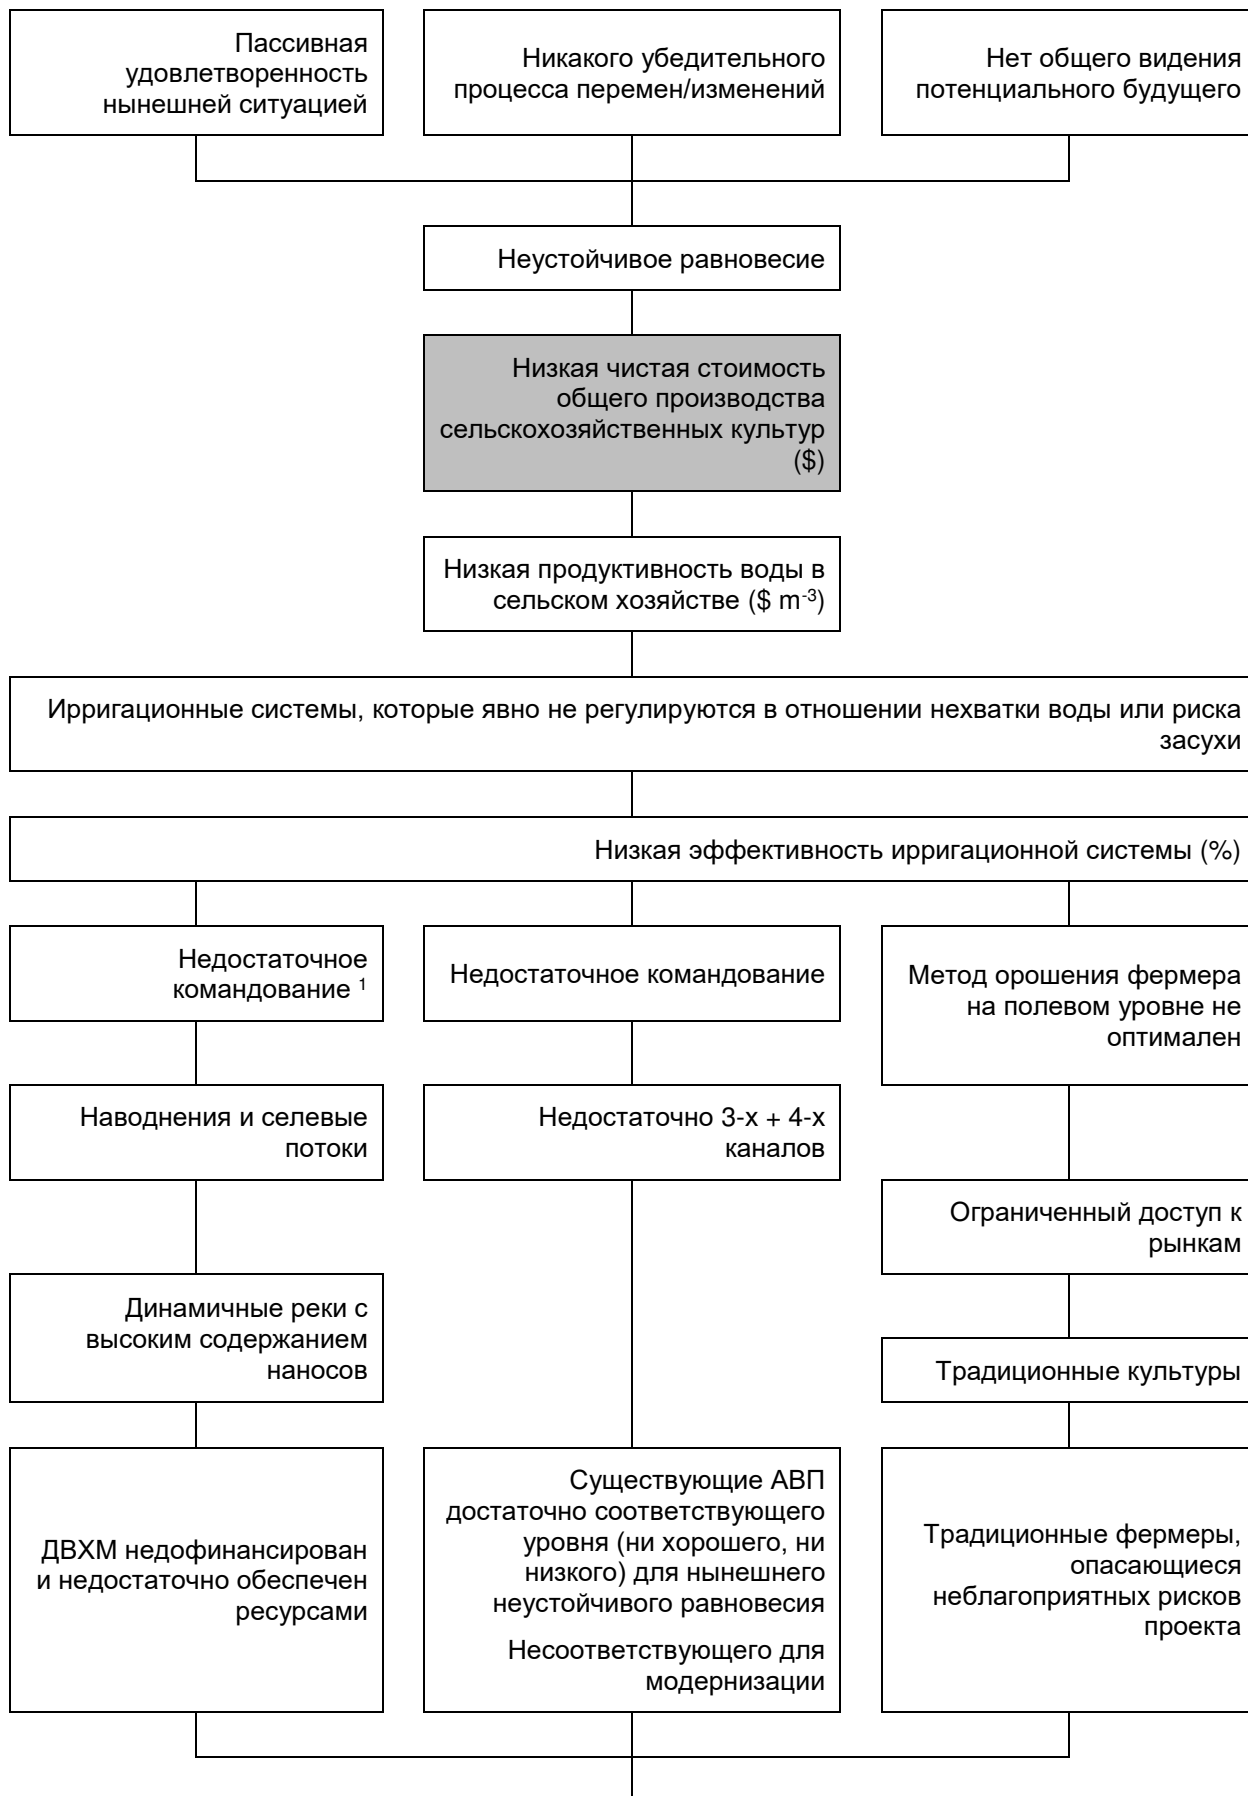 Пассивная
удовлетворенность
нынешней ситуацией
Никакого убедительного
процесса перемен/изменений
Нет общего видения
потенциального будущего
Неустойчивое равновесие
Низкая чистая стоимость
общего производства
сельскохозяйственных культур
($)
Низкая продуктивность воды в
сельском хозяйстве ($ m⁻³)
Ирригационные системы, которые явно не регулируются в отношении нехватки воды или риска
засухи
Низкая эффективность ирригационной системы (%)
Недостаточное
командование ¹
Недостаточное командование
Метод орошения фермера
на полевом уровне не
оптимален
Наводнения и селевые
потоки
Недостаточно 3-х + 4-х
каналов
Ограниченный доступ к
рынкам
Динамичные реки с
высоким содержанием
наносов
Традиционные культуры
ДВХМ недофинансирован
и недостаточно обеспечен
ресурсами
Существующие АВП
достаточно соответствующего
уровня (ни хорошего, ни
низкого) для нынешнего
неустойчивого равновесия
Несоответствующего для
модернизации
Традиционные фермеры,
опасающиеся
неблагоприятных рисков
проекта